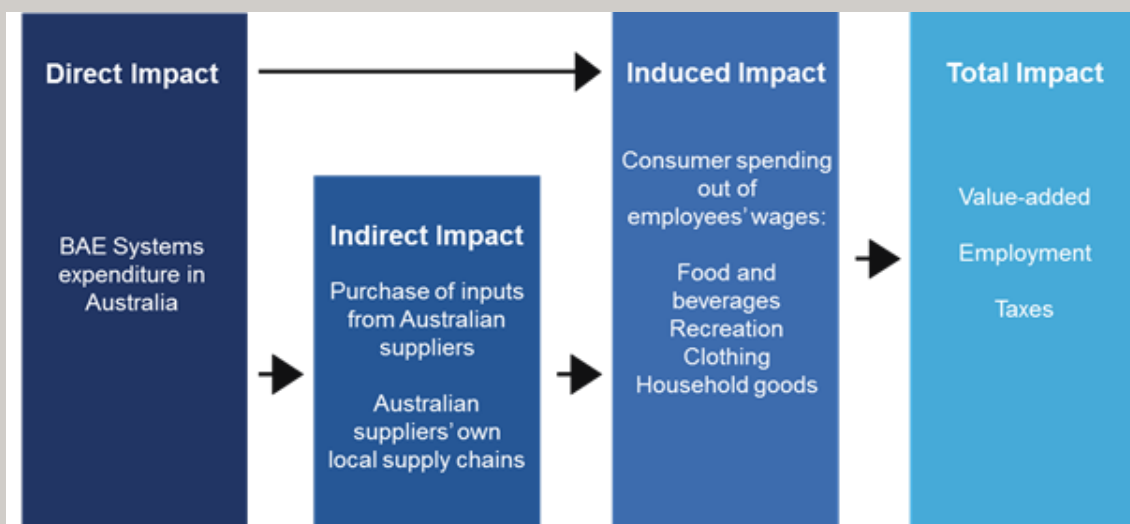 Direct Impact
BAE Systems
expenditure in
Australia
Indirect Impact
Purchase of inputs
from Australian
suppliers
Australian
suppliers' own
local supply chains
Induced Impact
Consumer spending
out of
employees' wages:
Food and
beverages
Recreation
Clothing
Household goods
Total Impact
Value-added
Employment
Taxes